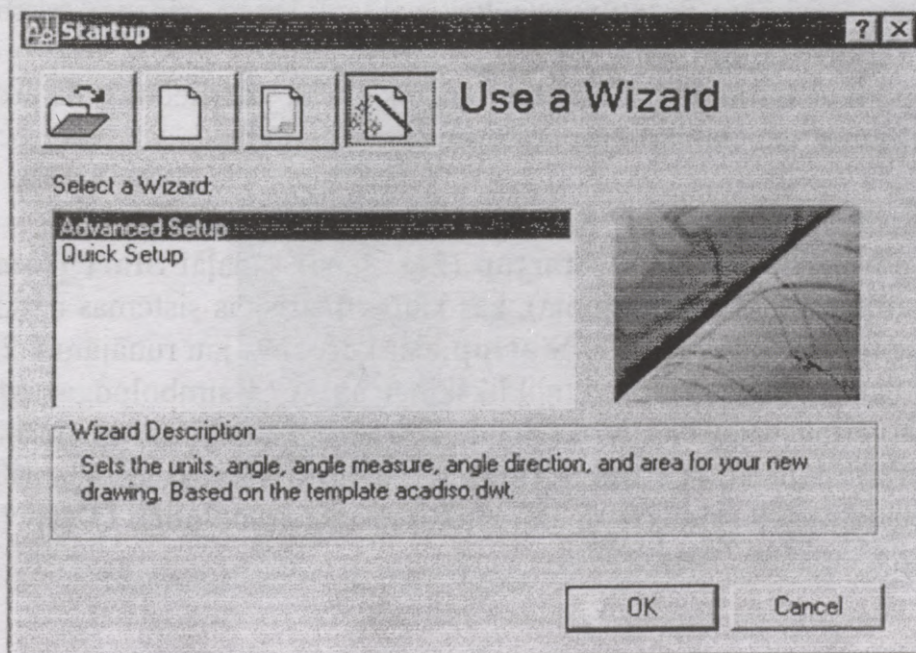 Startup
Use a Wizard
Select a Wizard:
Advanced Setup
Quick Setup
Wizard Description
Sets the units, angle, angle measure, angle direction, and area for your new
drawing. Based on the template acadiso.dwt.
OK
Cancel